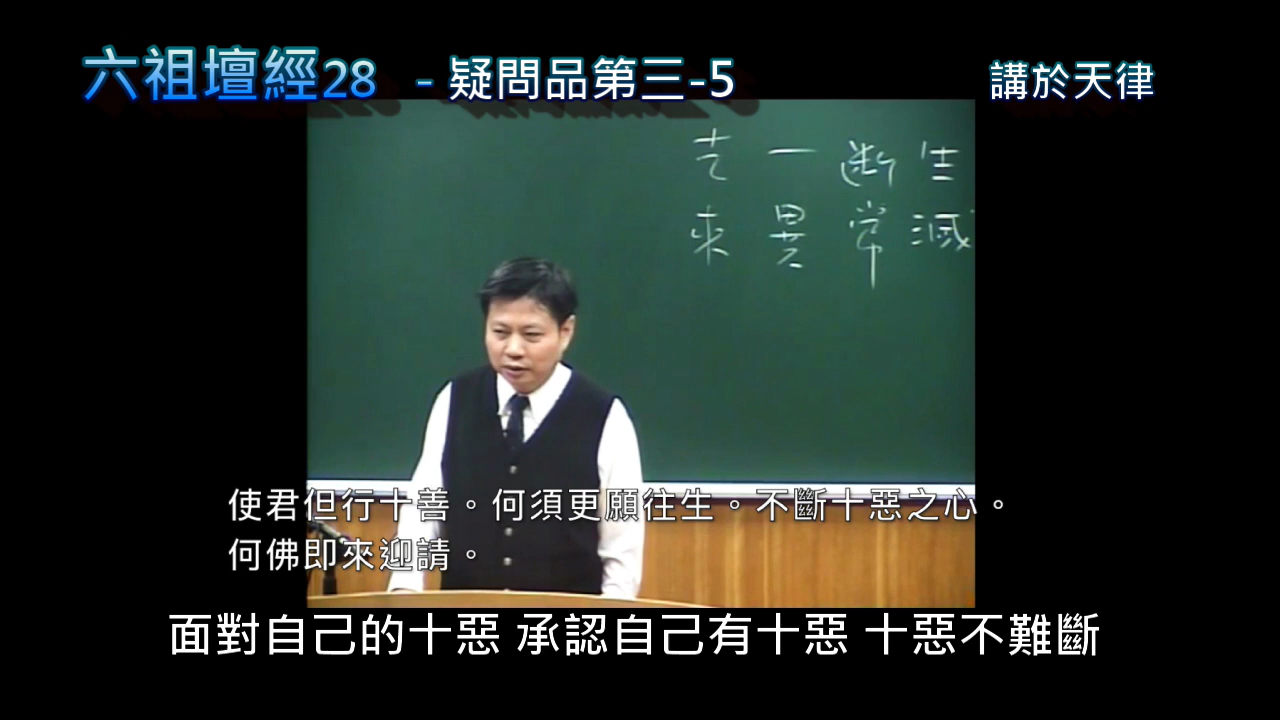 六祖壇經28 - 疑問品第三-5 講於天律
去 一 斷 生
來 異 常 滅
使君但行十善。何須更願往生。不斷十惡之心。
何佛即來迎請。
面對自己的十惡 承認自己有十惡 十惡不難斷